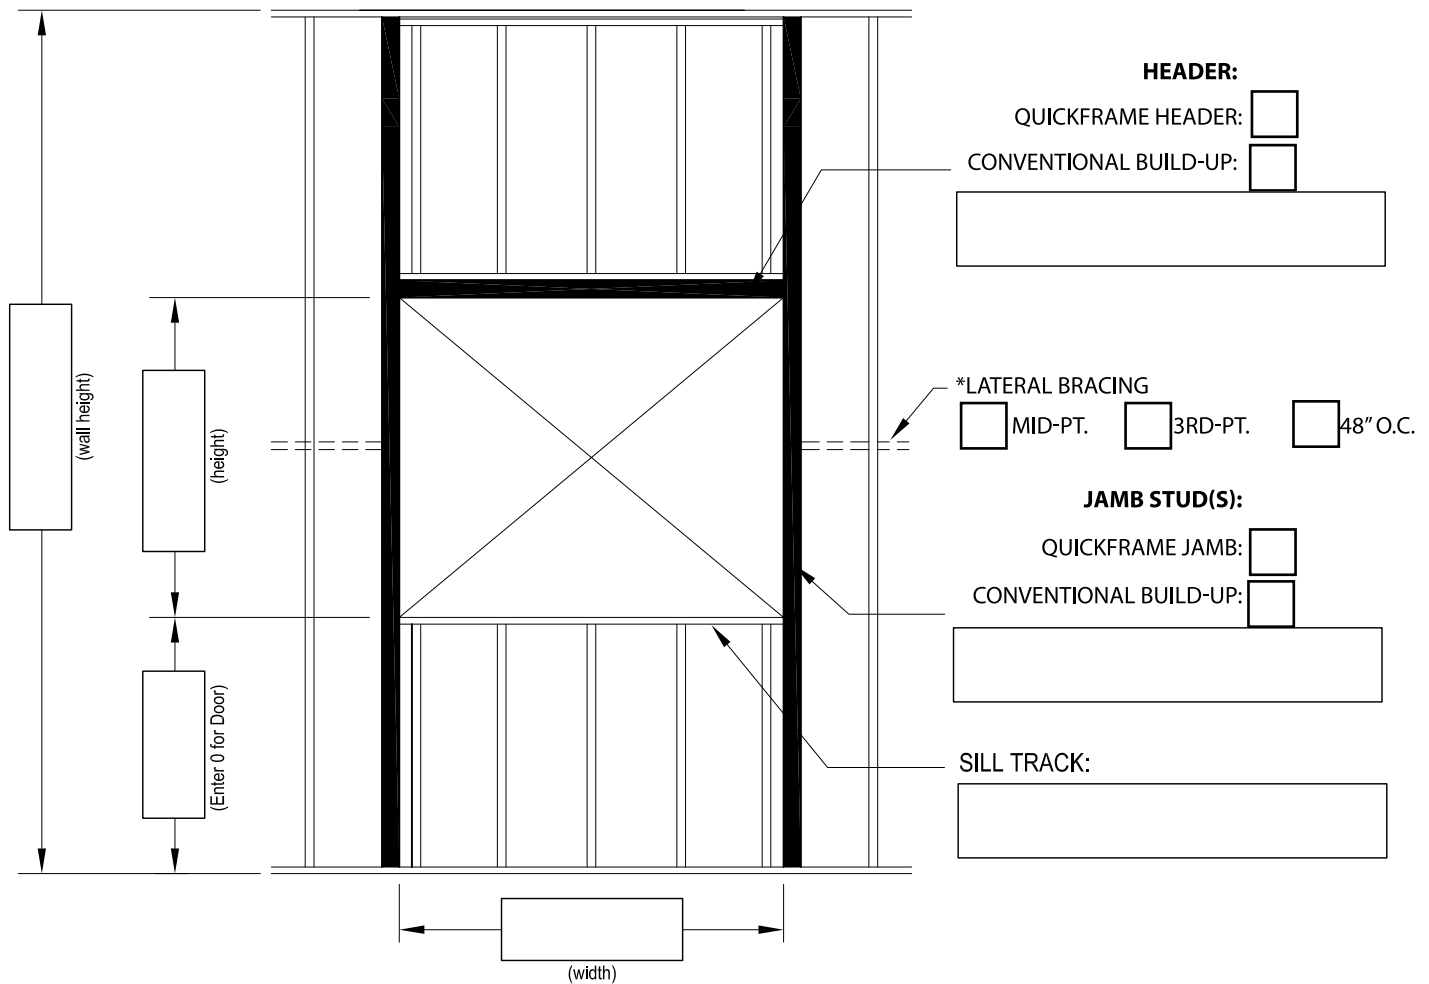 HEADER:
QUICKFRAME HEADER:
CONVENTIONAL BUILD-UP:
(wall height)
(height)
*LATERAL BRACING
MID-PT. 3RD-PT. 48" O.C.
JAMB STUD(S):
QUICKFRAME JAMB:
CONVENTIONAL BUILD-UP:
(Enter 0 for Door)
SILL TRACK:
(width)